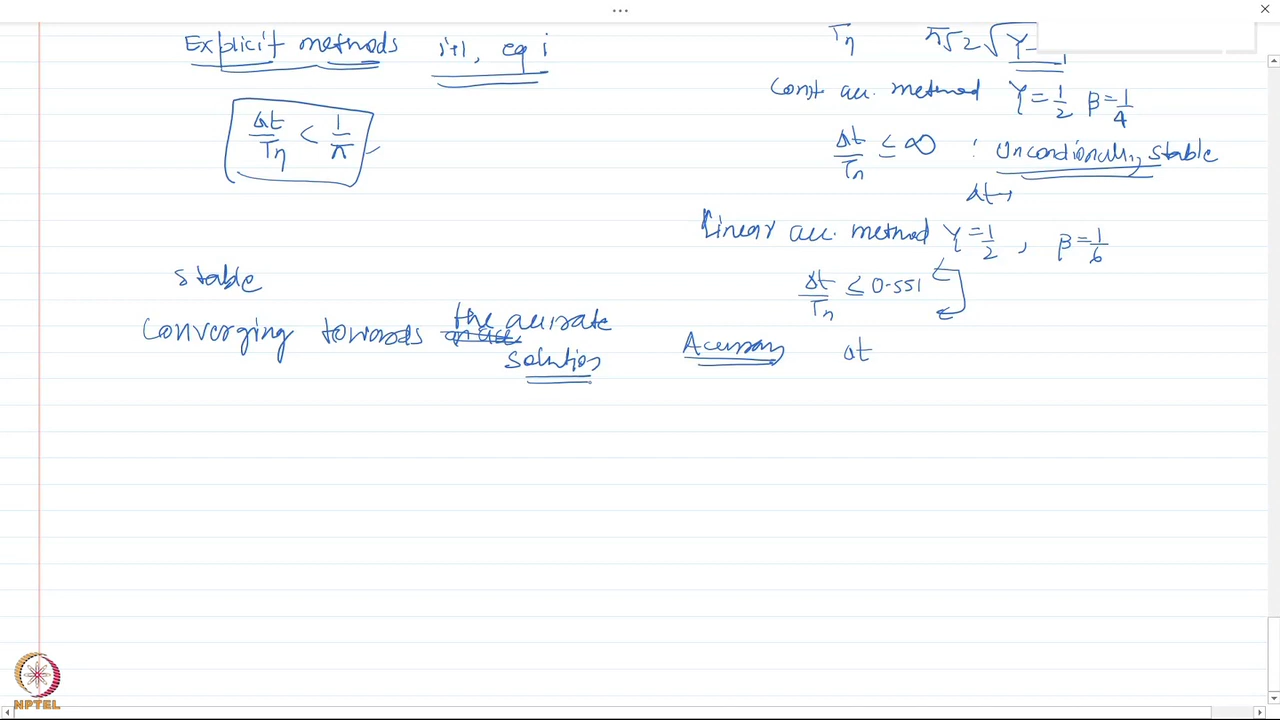 Explicit methods i+1, eq i
Δt/Tn < 1/π
Tn π√2 √γ-
Const acc. method γ = 1/2 β = 1/4
Δt/Tn ≤ ∞ : Uncondionally stable
Δt→
Linear acc. method γ = 1/2, β = 1/6
Δt/Tn ≤ 0.551
stable
Converging towards the accurate
solution
Accuracy Δt
NPTEL